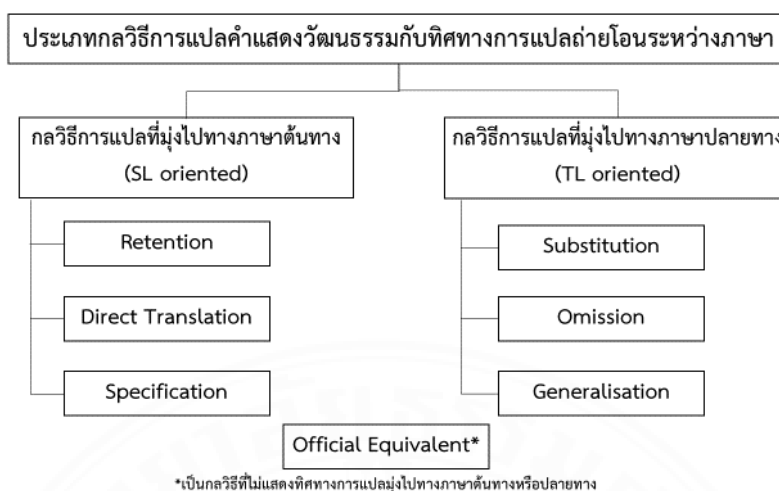 ประเภทกลวิธีการแปลคำแสดงวัฒนธรรมกับทิศทางการแปลถ่ายโอนระหว่างภาษา
กลวิธีการแปลที่มุ่งไปทางภาษาต้นทาง
(SL oriented)
Retention
Direct Translation
Specification
กลวิธีการแปลที่มุ่งไปทางภาษาปลายทาง
(TL oriented)
Substitution
Omission
Generalisation
Official Equivalent*
*เป็นกลวิธีที่ไม่แสดงทิศทางการแปลมุ่งไปทางภาษาต้นทางหรือปลายทาง